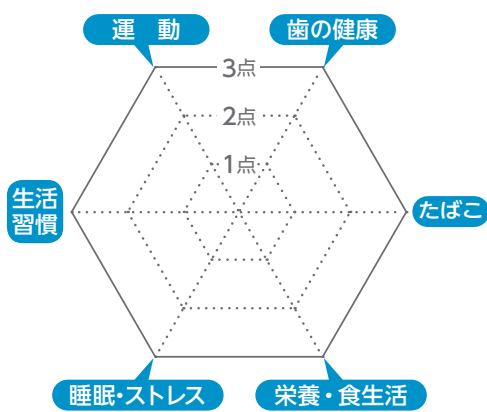 運 動
歯の健康
3点
2点
1点
生活
習慣
たばこ
睡眠・ストレス
栄養・食生活